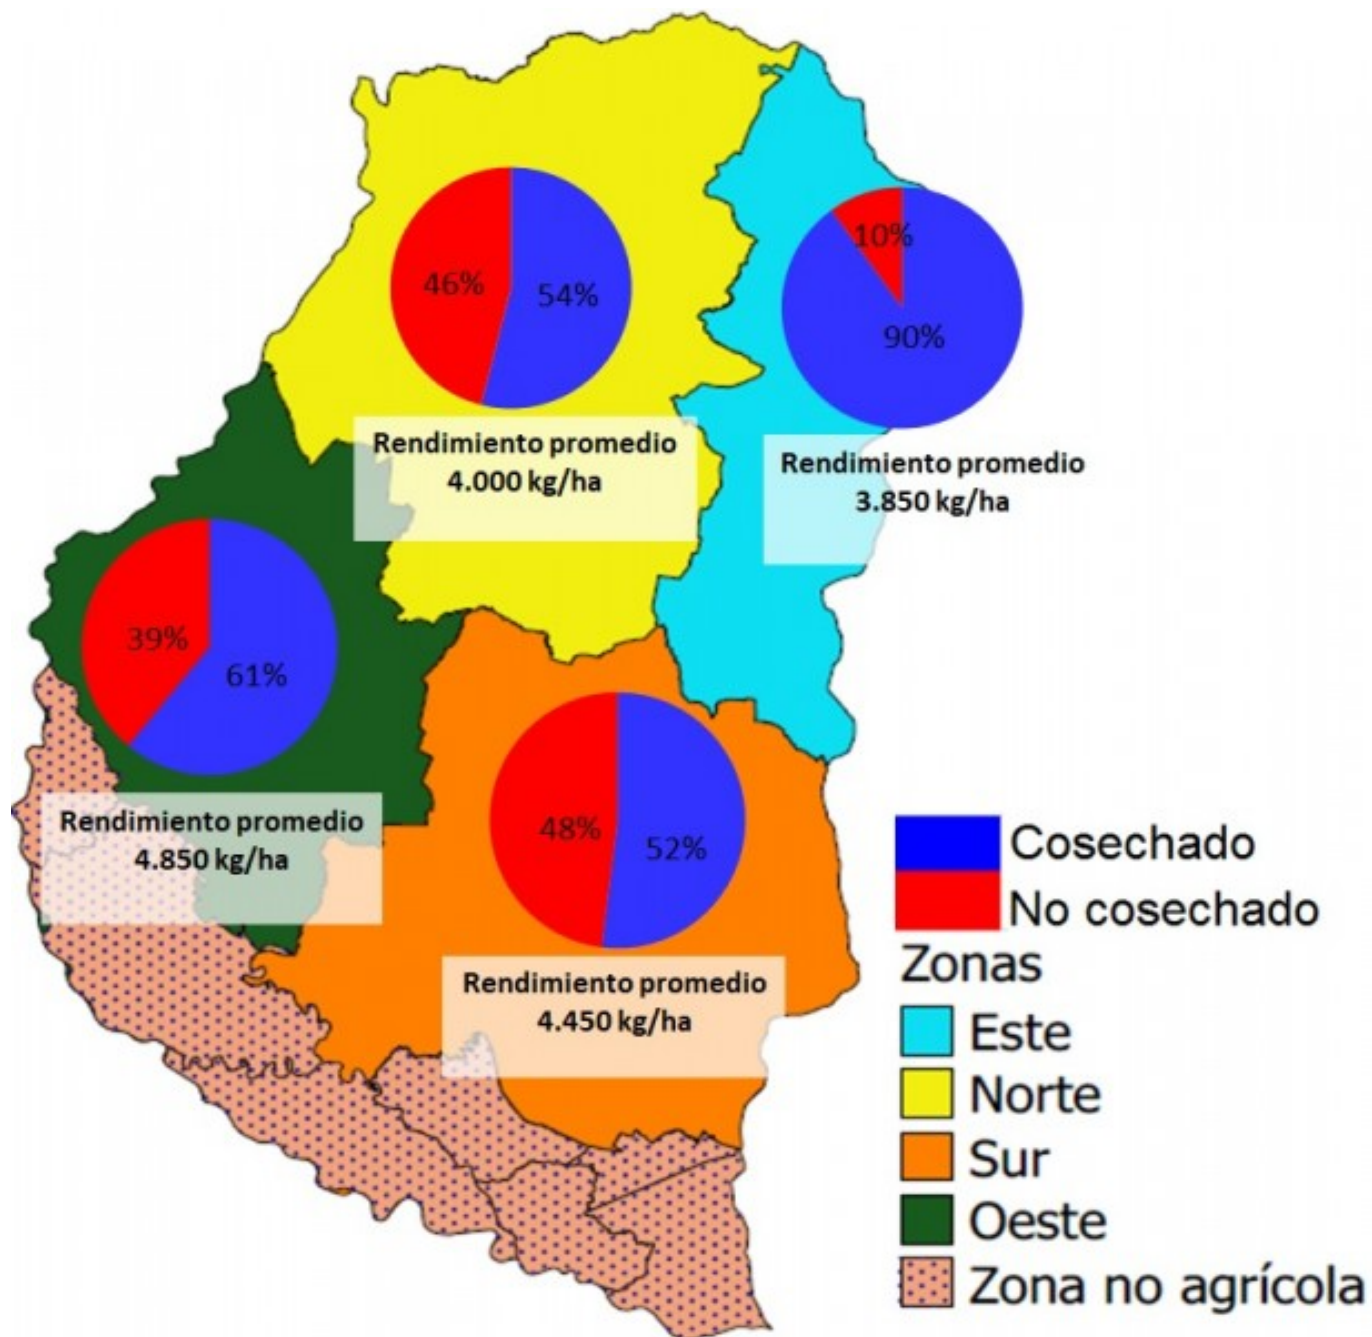 46%
54%
10%
90%
Rendimiento promedio
4.000 kg/ha
Rendimiento promedio
3.850 kg/ha
39%
61%
Rendimiento promedio
4.850 kg/ha
48%
52%
Rendimiento promedio
4.450 kg/ha
Cosechado
No cosechado
Zonas
Este
Norte
Sur
Oeste
Zona no agrícola